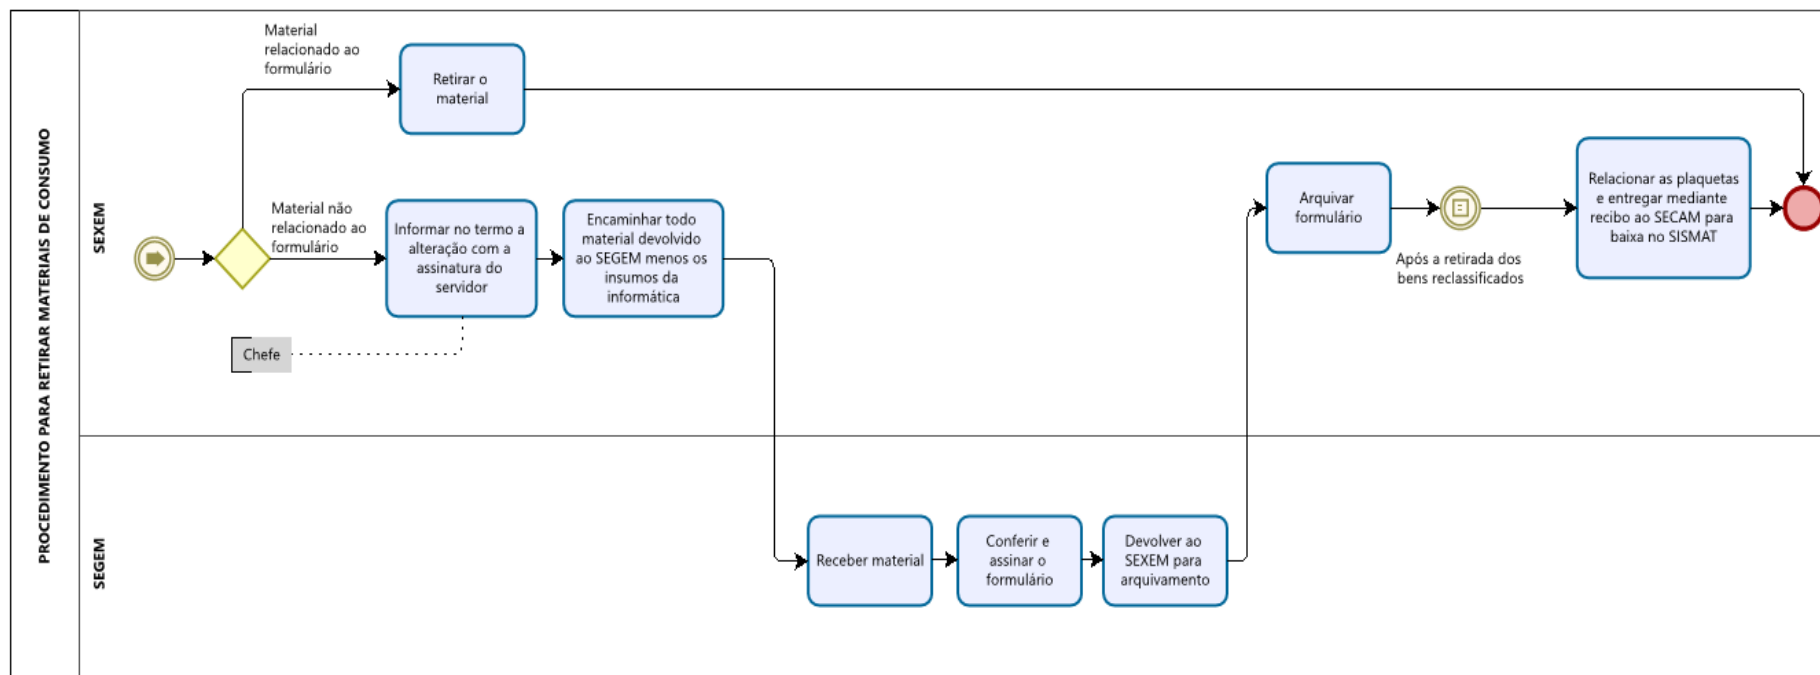 PROCEDIMENTO PARA RETIRAR MATERIAIS DE CONSUMO
SEXEM
Material
relacionado ao
formulário
Retirar o
material
Material não
relacionado ao
formulário
Informar no termo a
alteração com a
assinatura do
servidor
Encaminhar todo
material devolvido
ao SEGEM menos os
insumos da
informática
Chefe
Arquivar
formulário
Após a retirada dos
bens reclassificados
Relacionar as plaquetas
e entregar mediante
recibo ao SECAM para
baixa no SISMAT
SEGEM
Receber material
Conferir e
assinar o
formulário
Devolver ao
SEXEM para
arquivamento